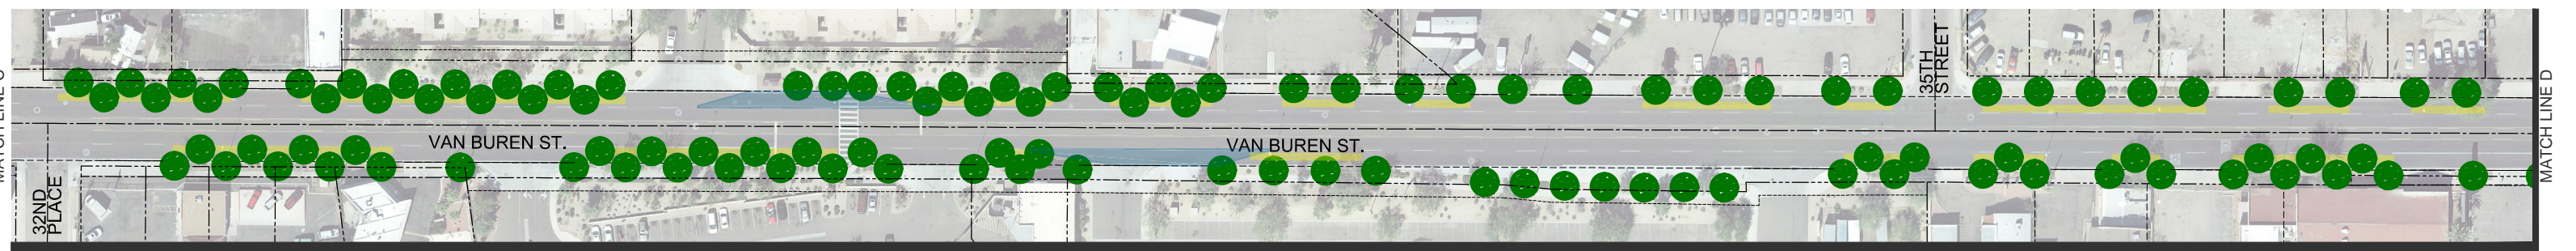 MATCH LINE C
32ND
PLACE
VAN BUREN ST.
VAN BUREN ST.
35TH
STREET
MATCH LINE D